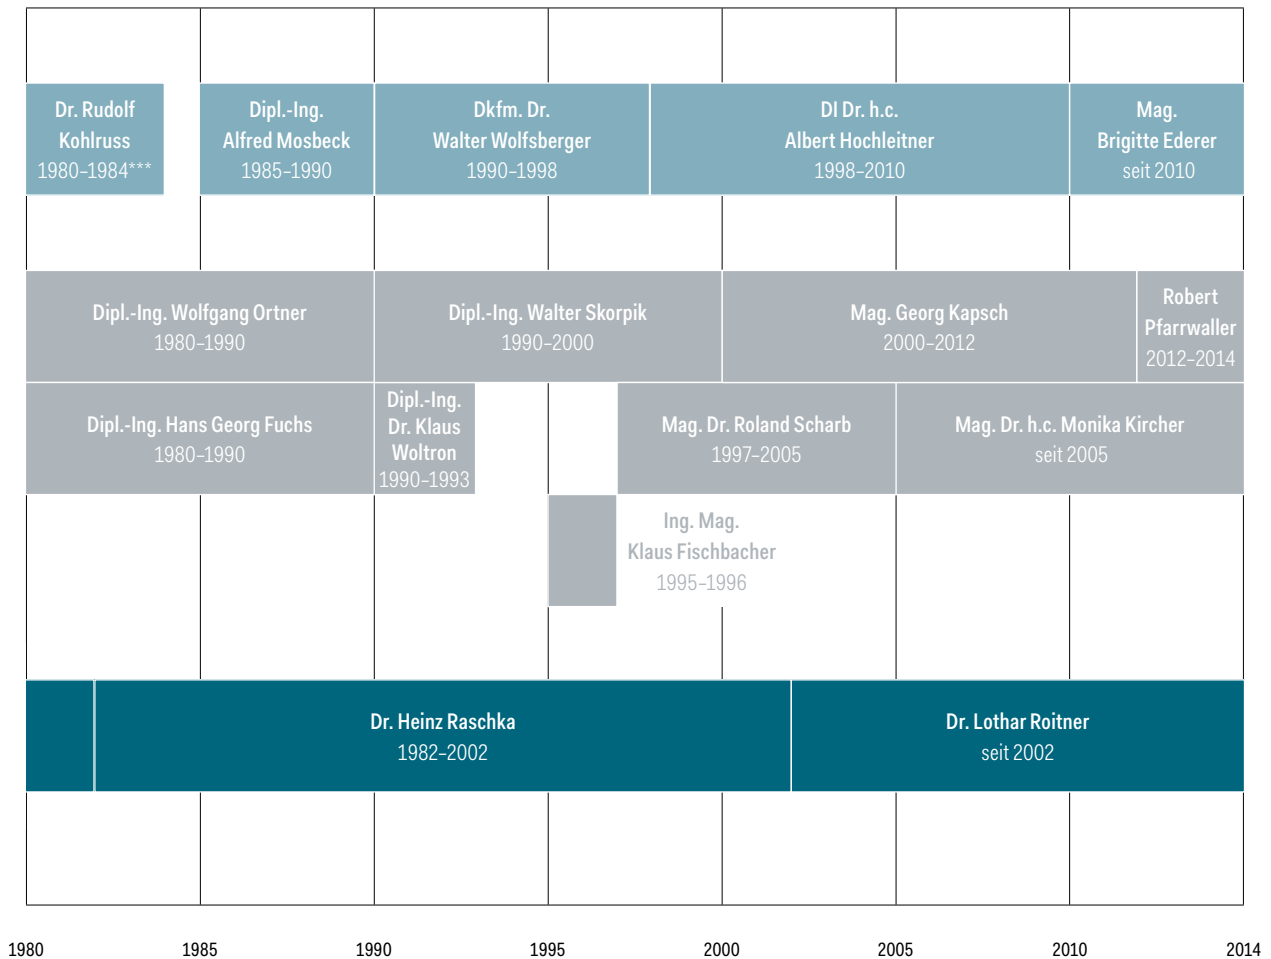 Dr. Rudolf
Kohlruss
1980–1984***
Dipl.-Ing.
Alfred Mosbeck
1985–1990
Dkfm. Dr.
Walter Wolfsberger
1990–1998
DI Dr. h.c.
Albert Hochleitner
1998–2010
Mag.
Brigitte Ederer
seit 2010
Dipl.-Ing. Wolfgang Ortner
1980–1990
Dipl.-Ing. Walter Skorpik
1990–2000
Mag. Georg Kapsch
2000–2012
Robert
Pfarrwaller
2012–2014
Dipl.-Ing. Hans Georg Fuchs
1980–1990
Dipl.-Ing.
Dr. Klaus
Woltron
1990–1993
Mag. Dr. Roland Scharb
1997–2005
Mag. Dr. h.c. Monika Kircher
seit 2005
Ing. Mag.
Klaus Fischbacher
1995–1996
Dr. Heinz Raschka
1982–2002
Dr. Lothar Roitner
seit 2002
1980 1985 1990 1995 2000 2005 2010 2014